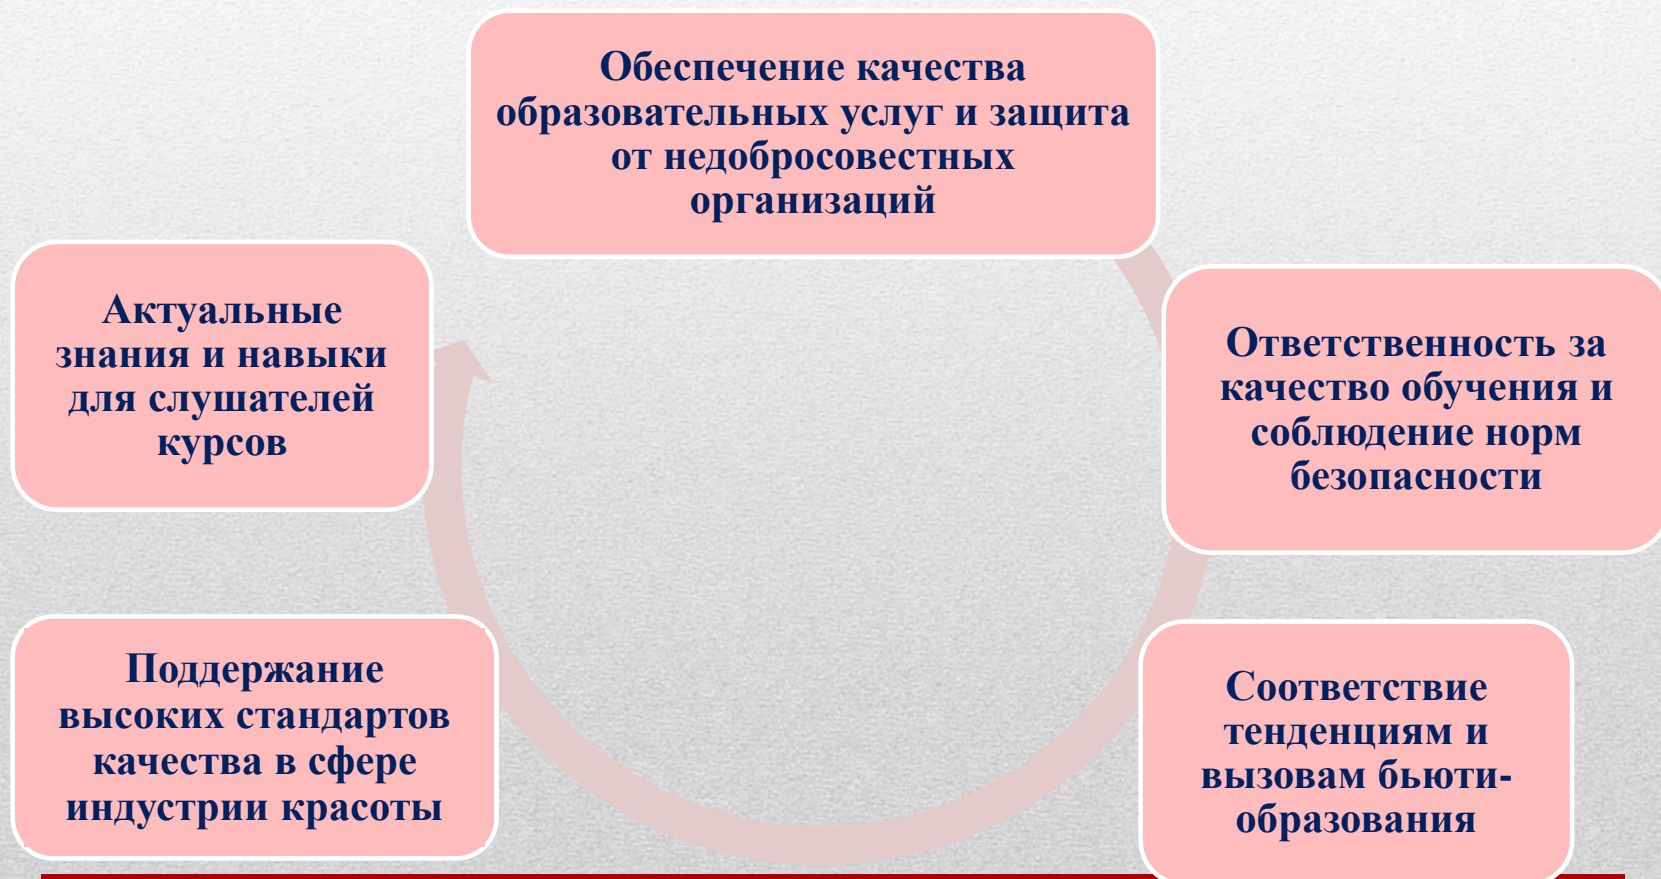 Обеспечение качества
образовательных услуг и защита
от недобросовестных
организаций
Ответственность за
качество обучения и
соблюдение норм
безопасности
Соответствие
тенденциям и
вызовам бьюти-
образования
Поддержание
высоких стандартов
качества в сфере
индустрии красоты
Актуальные
знания и навыки
для слушателей
курсов